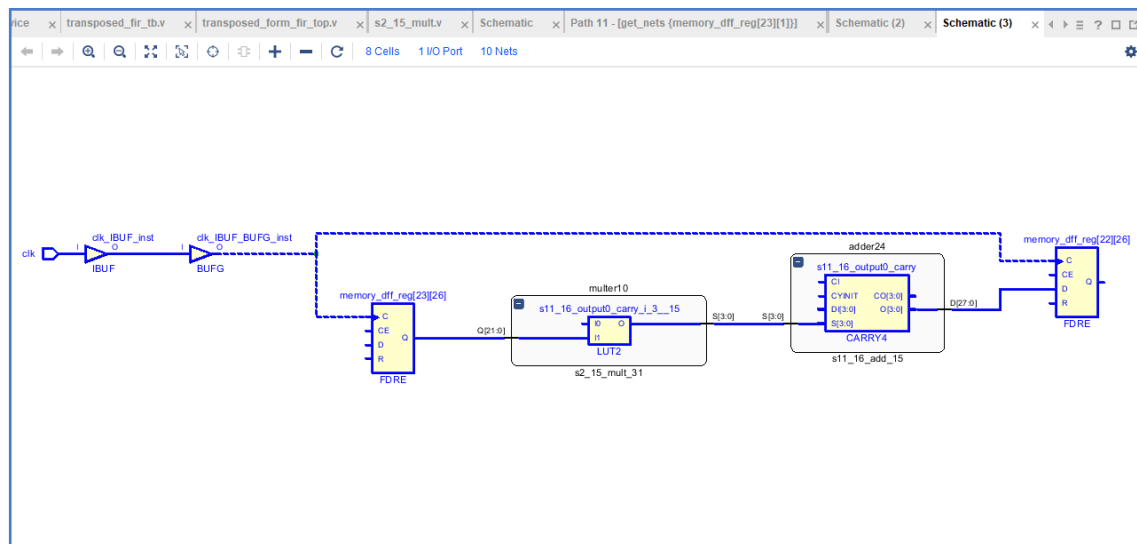 vice
transposed_fir_tb.v
transposed_form_fir_top.v
s2_15_mult.v
Schematic
Path 11 - [get_nets {memory_dff_reg[23][1]}]
Schematic (2)
Schematic (3)
8 Cells
1 I/O Port
10 Nets
clk
clk_IBUF_inst
I
O
IBUF
clk_IBUF_BUFG_inst
I
O
BUFG
memory_dff_reg[23][26]
C
CE
D
R
Q
FDRE
Q[21:0]
multer10
s11_16_output0_carry_i_3__15
I0
I1
O
LUT2
s2_15_mult_31
S[3:0]
S[3:0]
adder24
s11_16_output0_carry
CI
CYINIT
DI[3:0]
S[3:0]
CO[3:0]
O[3:0]
CARRY4
s11_16_add_15
D[27:0]
memory_dff_reg[22][26]
C
CE
D
R
Q
FDRE